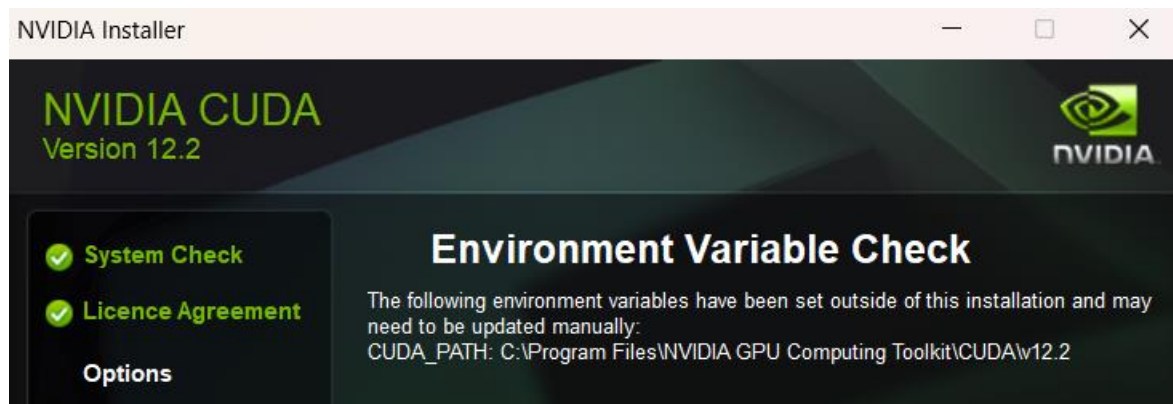 NVIDIA Installer
NVIDIA CUDA
Version 12.2
NVIDIA
System Check
Licence Agreement
Options
Environment Variable Check
The following environment variables have been set outside of this installation and may
need to be updated manually:
CUDA_PATH: C:\Program Files\NVIDIA GPU Computing Toolkit\CUDA\v12.2